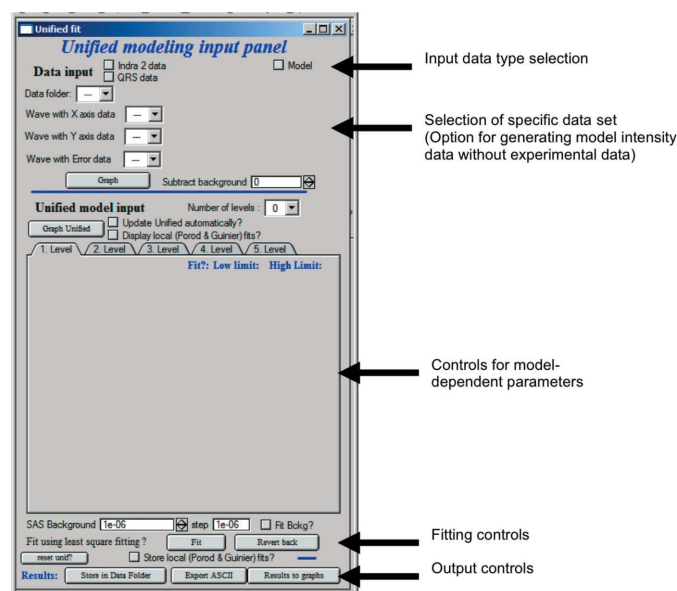 Unified fit
Unified modeling input panel
Data input
Indra 2 data
QRS data
Model
Input data type selection
Data folder: ---
Wave with X axis data ---
Wave with Y axis data ---
Wave with Error data ---
Selection of specific data set
(Option for generating model intensity
data without experimental data)
Graph
Subtract background 0
Unified model input
Number of levels : 0
Graph Unified
Update Unified automatically?
Display local (Porod & Guinier) fits?
1. Level 2. Level 3. Level 4. Level 5. Level
Fit?: Low limit: High Limit:
Controls for model-
dependent parameters
SAS Background 1e-06 step 1e-06 Fit Bckg?
Fit using least square fitting ? Fit Revert back
Fitting controls
reset unif? Store local (Porod & Guinier) fits?
Results: Store in Data Folder Export ASCII Results to graphs
Output controls